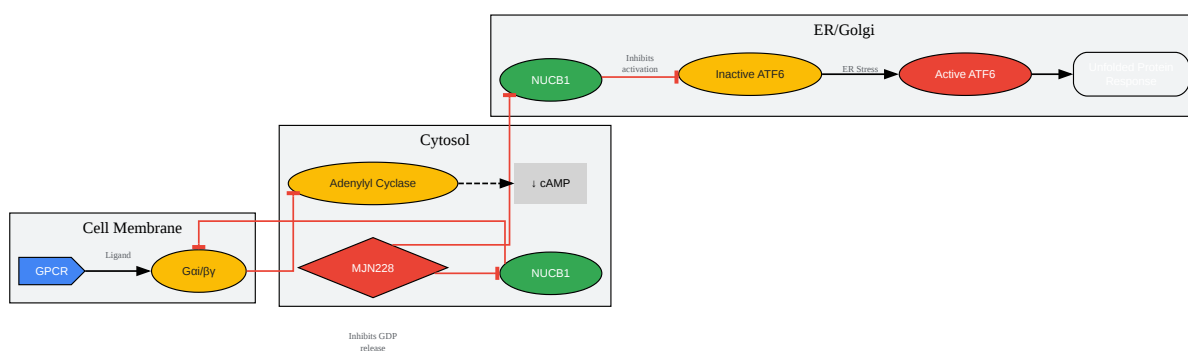 ER/Golgi
NUCB1
Inhibits
activation
Inactive ATF6
ER Stress
Active ATF6
Unfolded Protein
Response
Cytosol
Adenylyl Cyclase
↓ cAMP
MJN228
NUCB1
Cell Membrane
GPCR
Ligand
Gαi/βγ
Inhibits GDP
release